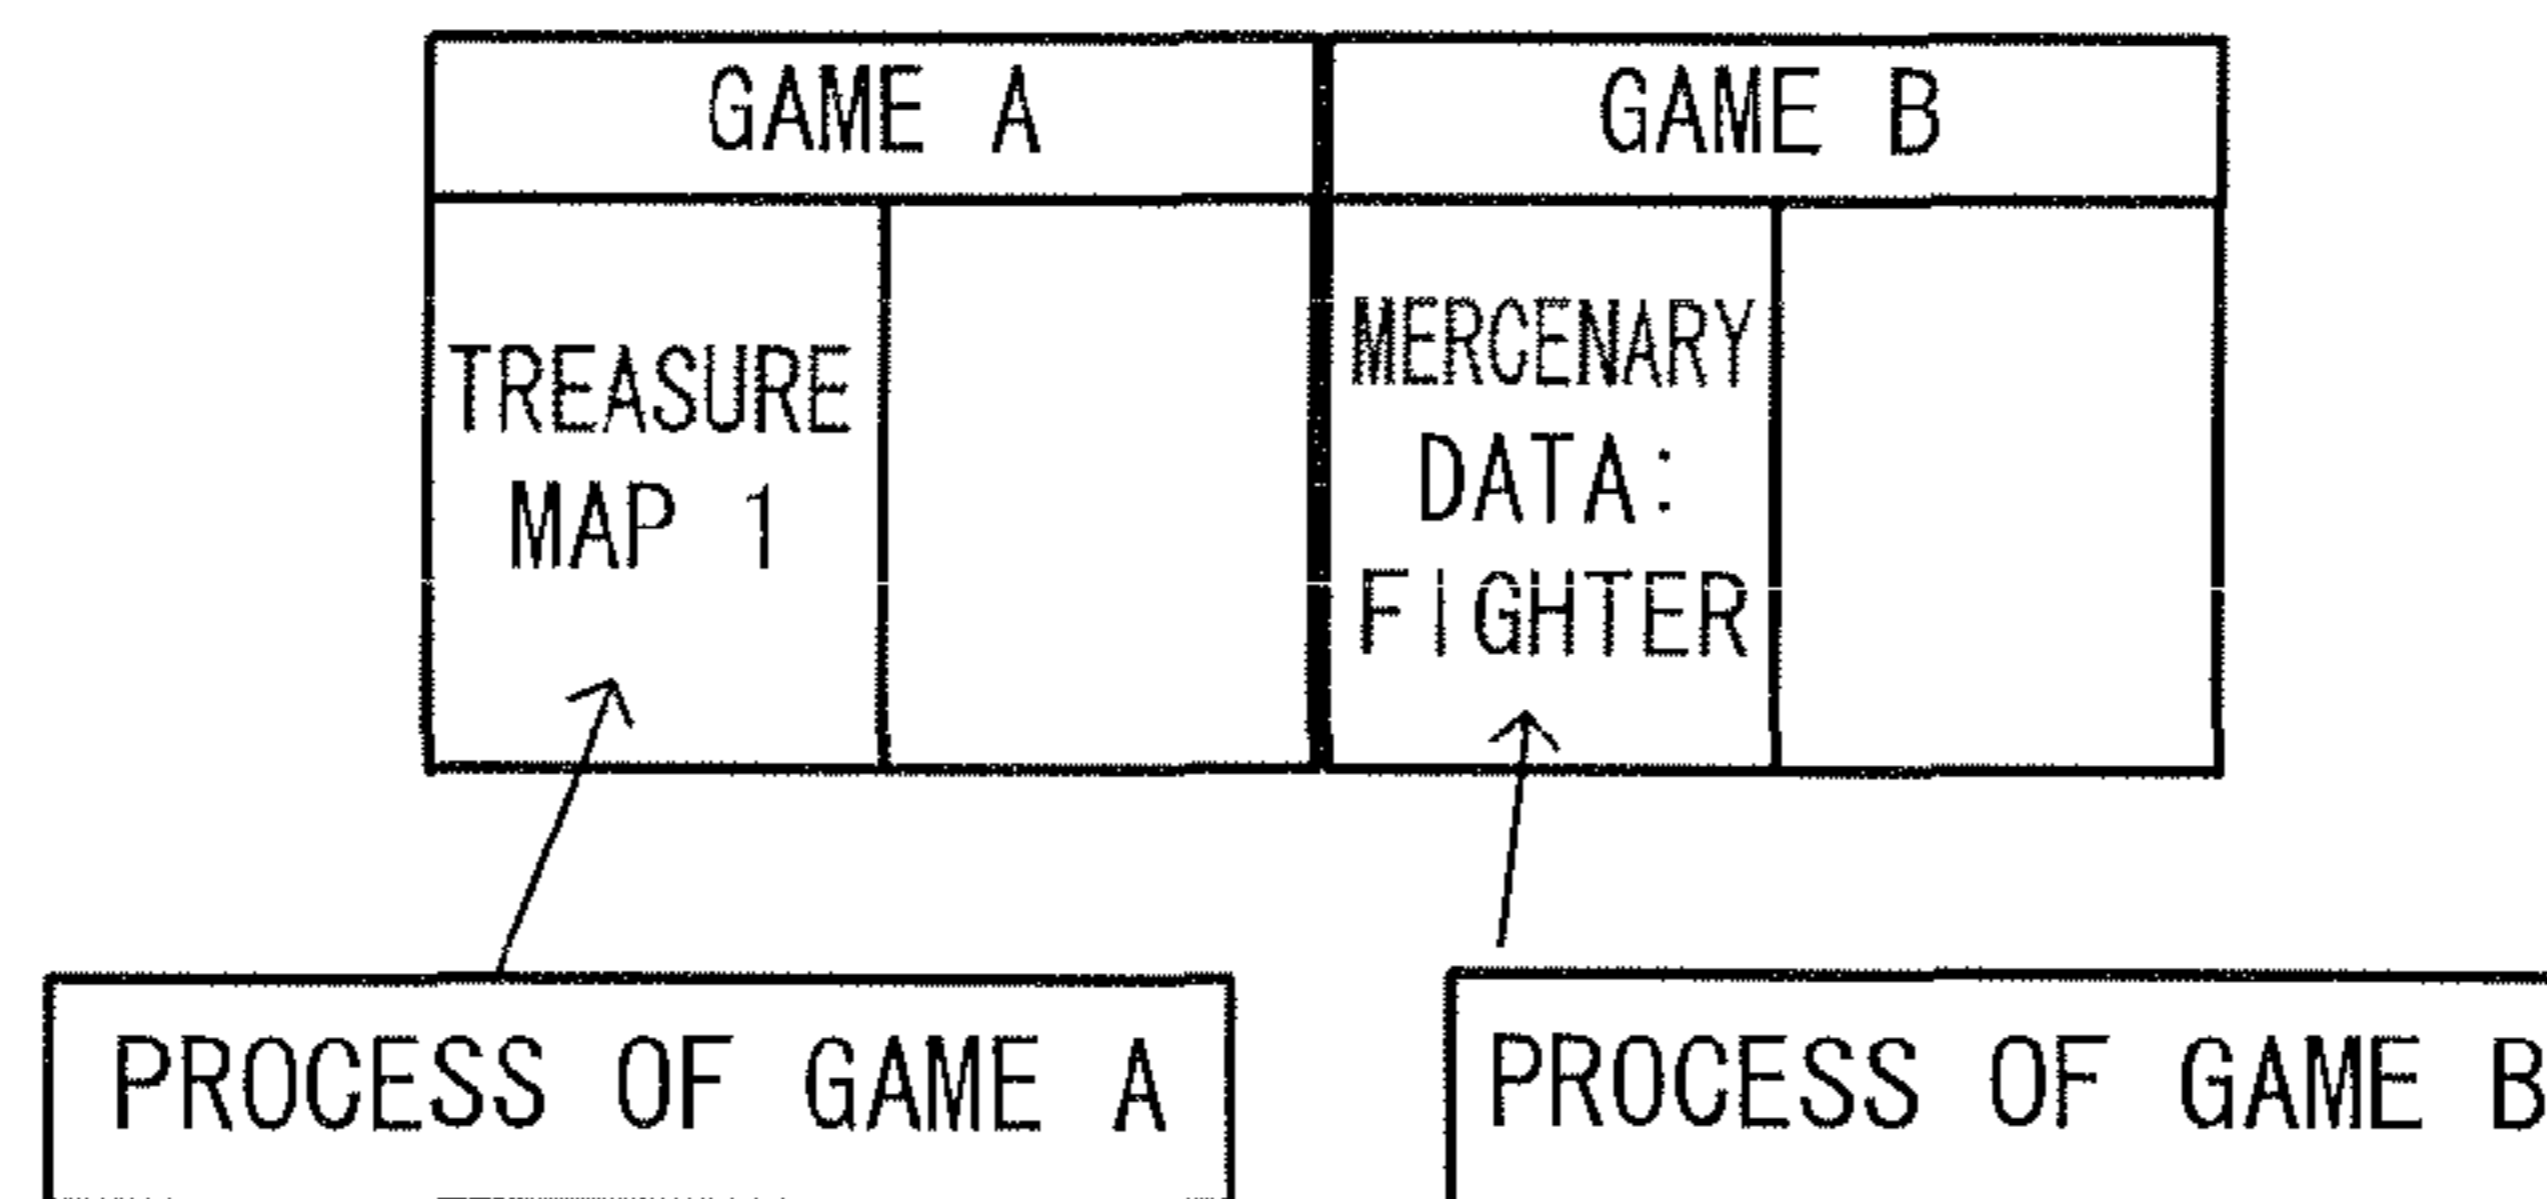 GAME A
GAME B
TREASURE
MAP 1
MERCENARY
DATA:
FIGHTER
PROCESS OF GAME A
PROCESS OF GAME B